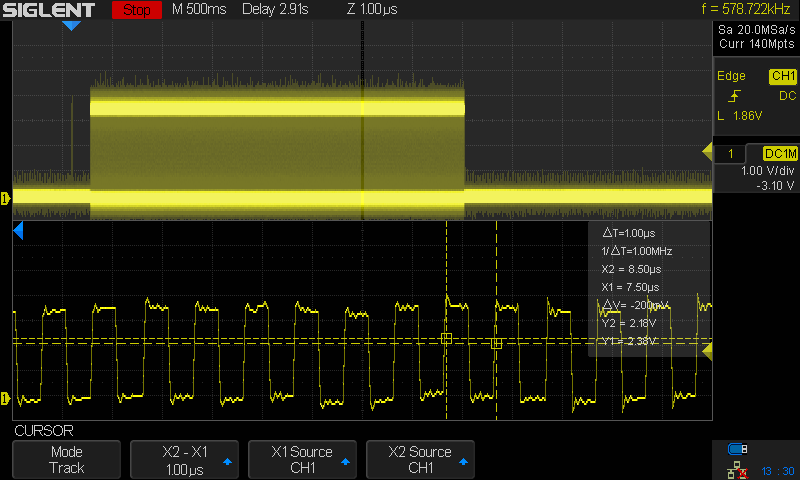 SIGLENT Stop M 500ms Delay 2.91s Z 1.00µs f = 578.722kHz
Sa 20.0MSa/s
Curr 140Mpts
Edge CH1
DC
L 1.86V
1 DC1M
1.00 V/div
-3.10 V
1
△T=1.00µs
1/△T=1.00MHz
X2 = 8.50µs
X1 = 7.50µs
△V= -200mV
Y2 = 2.18V
Y1 = 2.38V
1
CURSOR
Mode
Track
X2 - X1
1.00µs
X1 Source
CH1
X2 Source
CH1
13 : 30